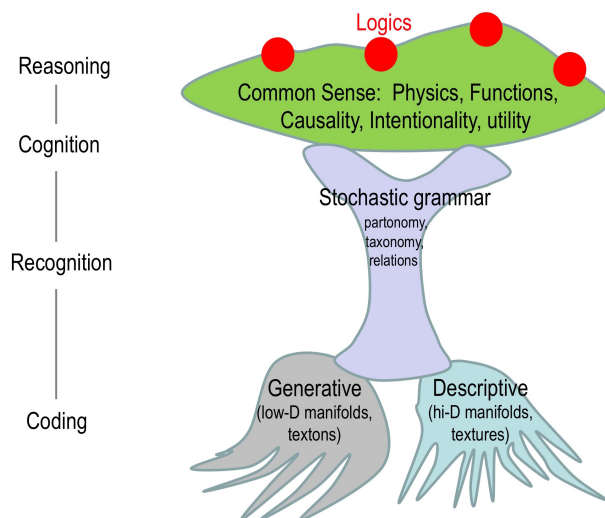 Logics
Reasoning
Common Sense: Physics, Functions,
Causality, Intentionality, utility
Cognition
Stochastic grammar
partonomy,
taxonomy,
relations
Recognition
Generative
(low-D manifolds,
textons)
Descriptive
(hi-D manifolds,
textures)
Coding